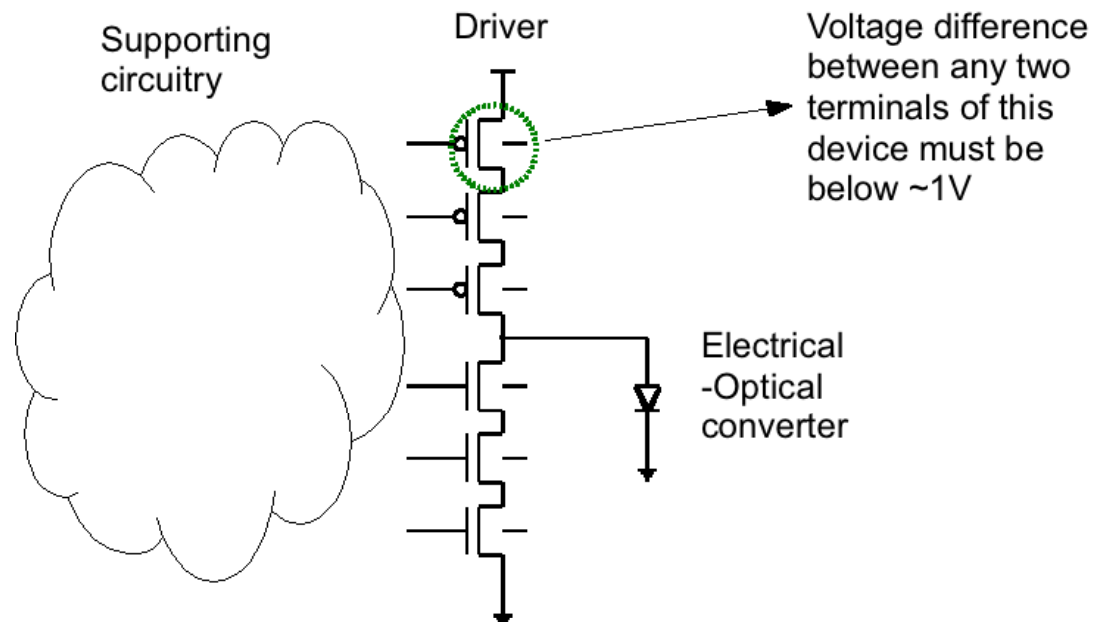 Supporting
circuitry
Driver
Voltage difference
between any two
terminals of this
device must be
below ~1V
Electrical
-Optical
converter